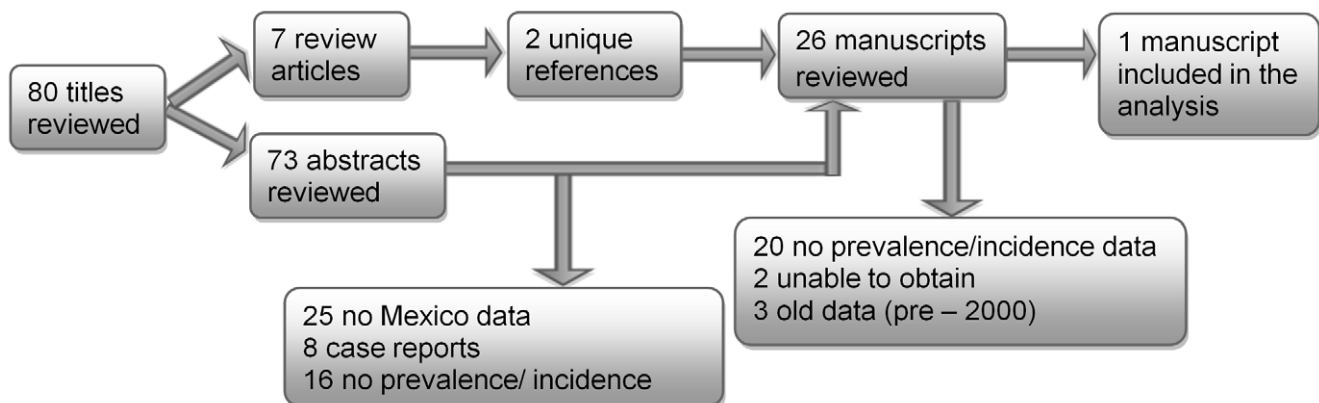 80 titles
reviewed
7 review
articles
2 unique
references
26 manuscripts
reviewed
1 manuscript
included in the
analysis
73 abstracts
reviewed
25 no Mexico data
8 case reports
16 no prevalence/ incidence
20 no prevalence/incidence data
2 unable to obtain
3 old data (pre – 2000)